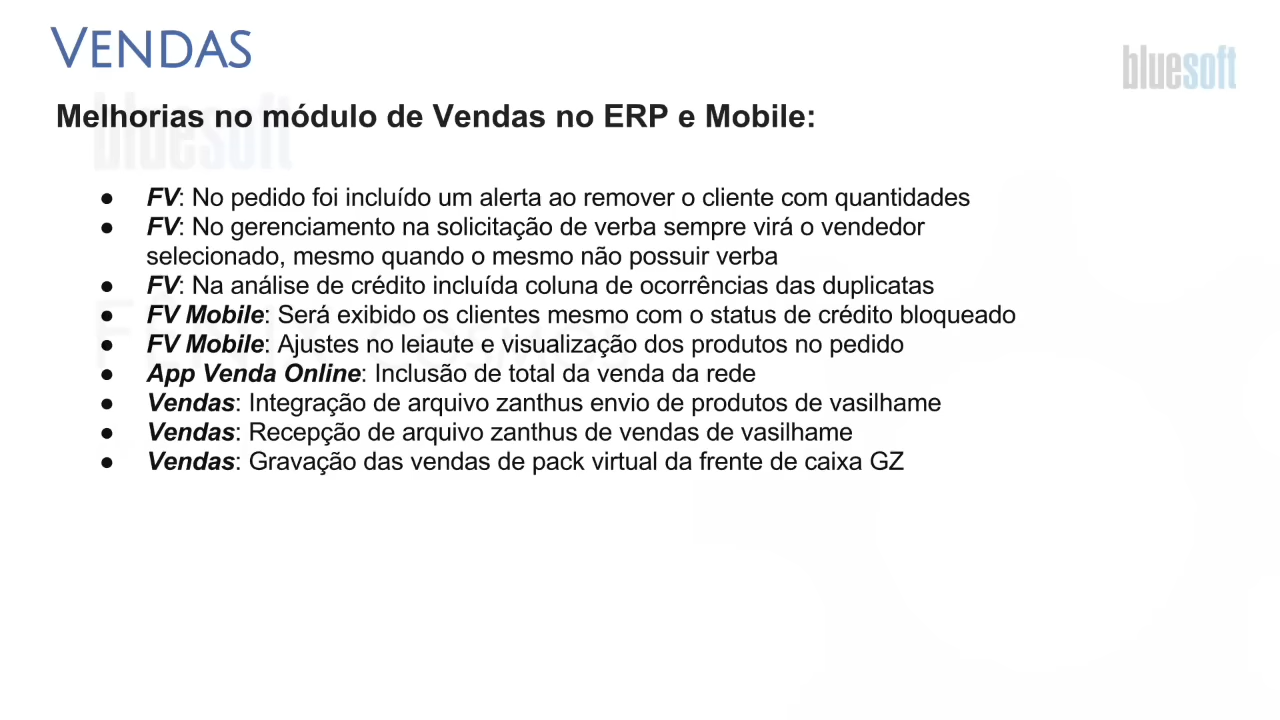 VENDAS
bluesoft
Melhorias no módulo de Vendas no ERP e Mobile:
bluesoft
● FV: No pedido foi incluído um alerta ao remover o cliente com quantidades
● FV: No gerenciamento na solicitação de verba sempre virá o vendedor
selecionado, mesmo quando o mesmo não possuir verba
● FV: Na análise de crédito incluída coluna de ocorrências das duplicatas
● FV Mobile: Será exibido os clientes mesmo com o status de crédito bloqueado
● FV Mobile: Ajustes no leiaute e visualização dos produtos no pedido
● App Venda Online: Inclusão de total da venda da rede
● Vendas: Integração de arquivo zanthus envio de produtos de vasilhame
● Vendas: Recepção de arquivo zanthus de vendas de vasilhame
● Vendas: Gravação das vendas de pack virtual da frente de caixa GZ